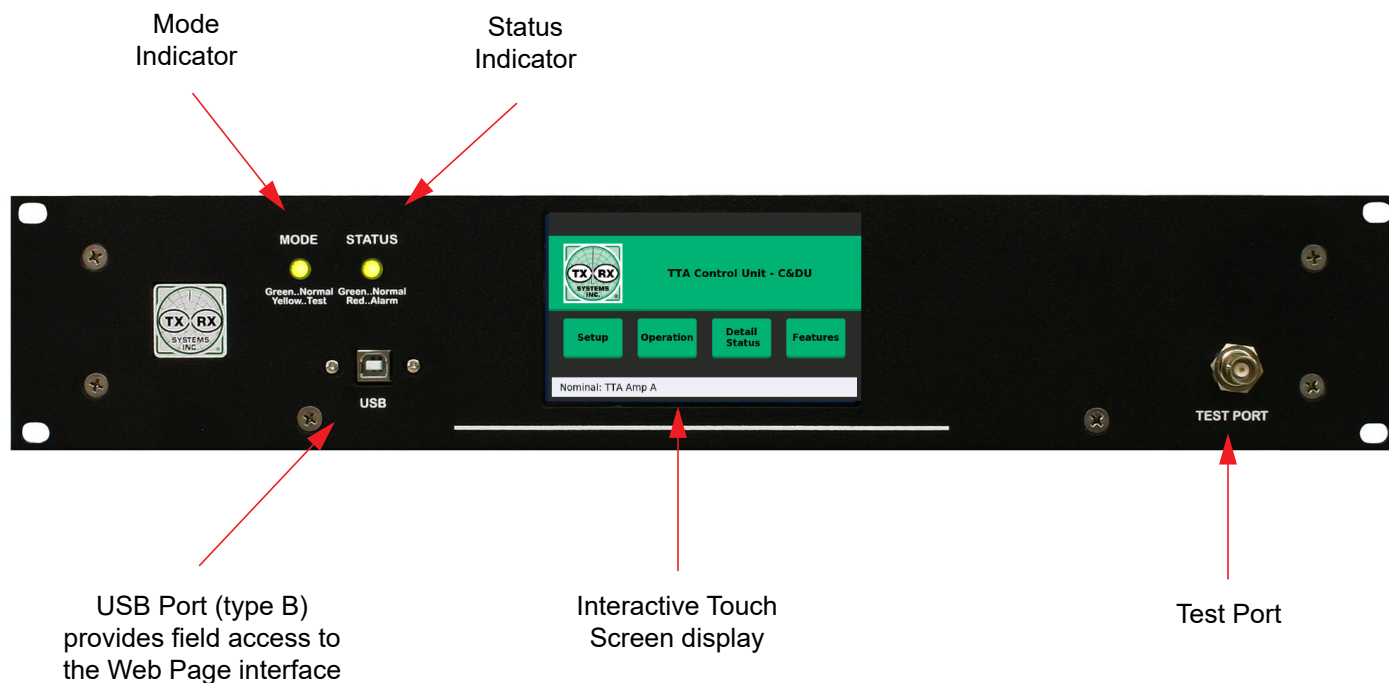 Mode
Indicator
Status
Indicator
MODE
STATUS
Green..Normal
Yellow..Test
Green..Normal
Red..Alarm
TX RX
SYSTEMS
INC.
USB
TX RX
SYSTEMS
INC.
TTA Control Unit - C&DU
Setup
Operation
Detail
Status
Features
Nominal: TTA Amp A
TEST PORT
USB Port (type B)
provides field access to
the Web Page interface
Interactive Touch
Screen display
Test Port